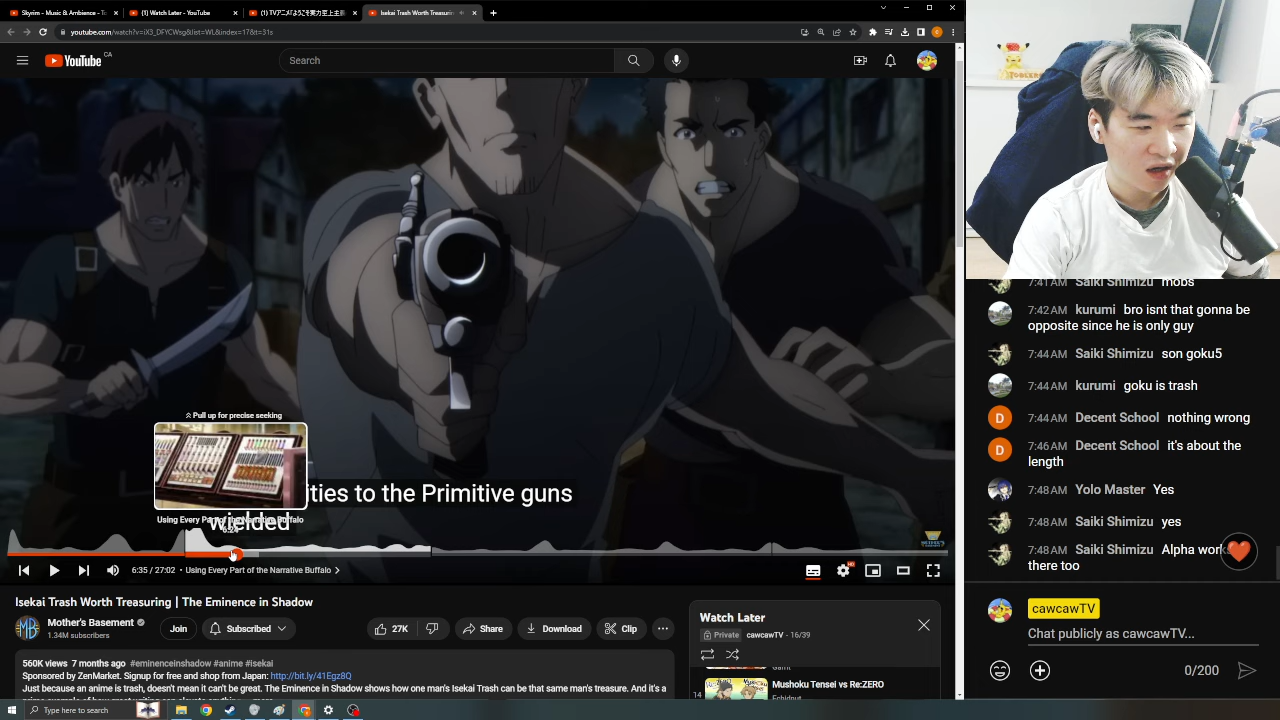 Skyrim - Music & Ambience - T
(1) Watch Later - YouTube
(1) TVアニメ『ようこそ実力至上主
Isekai Trash Worth Treasurin
youtube.com/watch?v=iX3_DFYCWsg&list=WL&index=17&t=31s
YouTube CA
Search
Pull up for precise seeking
ities to the Primitive guns
wielded
6:35 / 27:02 • Using Every Part of the Narrative Buffalo
Isekai Trash Worth Treasuring | The Eminence in Shadow
Mother's Basement
1.34M subscribers
Join
Subscribed
27K
Share
Download
Clip
560K views 7 months ago #eminenceinshadow #anime #isekai
Sponsored by ZenMarket. Signup for free and shop from Japan: http://bit.ly/41Egz8Q
Just because an anime is trash, doesn't mean it can't be great. The Eminence in Shadow shows how one man's Isekai Trash can be that same man's treasure. And it's a
Watch Later
Private cawcawTV - 16/39
14
Mushoku Tensei vs Re:ZERO
7:41 AM Saiki Shimizu mobs
7:42 AM kurumi bro isnt that gonna be
opposite since he is only guy
7:44 AM Saiki Shimizu son goku5
7:44 AM kurumi goku is trash
D 7:44 AM Decent School nothing wrong
D 7:46 AM Decent School it's about the
length
7:48 AM Yolo Master Yes
7:48 AM Saiki Shimizu yes
7:48 AM Saiki Shimizu Alpha work
there too
cawcawTV
Chat publicly as cawcawTV...
0/200
Type here to search